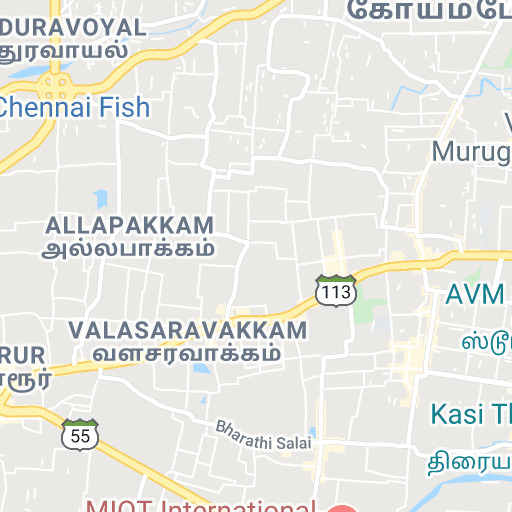 DURAVOYAL
துரவாயல்
கோயம்பே
Chennai Fish
Murug
ALLAPAKKAM
அல்லபாக்கம்
113
AVM
ஸ்டூ
VALASARAVAKKAM
வளசரவாக்கம்
RUR
ரூர்
55
Kasi Th
Bharathi Salai
திரைய
MIOT International